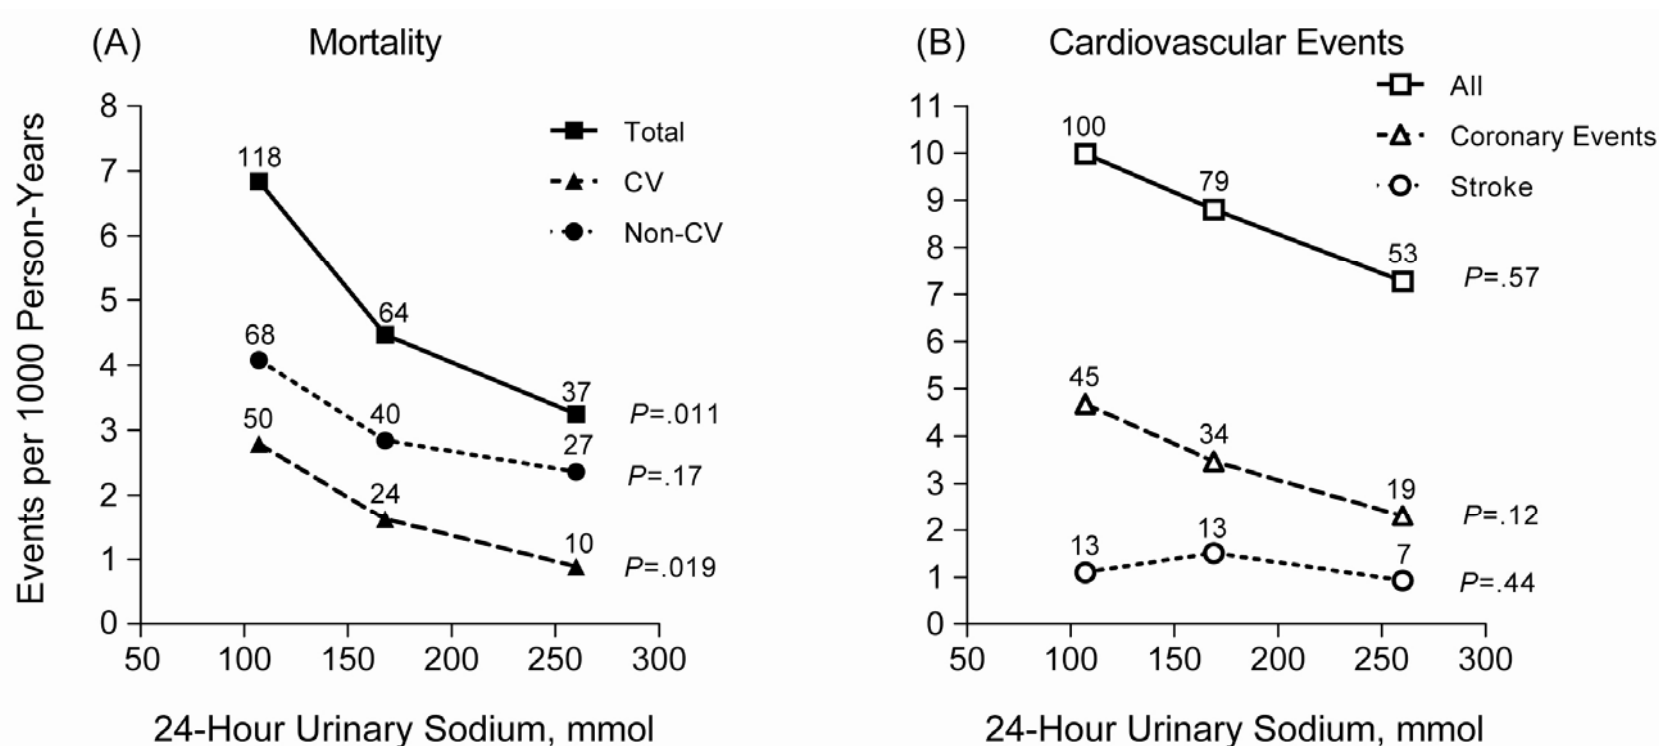 (A) Mortality
Events per 1000 Person-Years
8
7
6
5
4
3
2
1
0
Total
CV
Non-CV
118
64
37
P=.011
68
40
27
P=.17
50
24
10
P=.019
50 100 150 200 250 300
24-Hour Urinary Sodium, mmol
(B) Cardiovascular Events
11
10
9
8
7
6
5
4
3
2
1
0
All
Coronary Events
Stroke
100
79
53
P=.57
45
34
19
P=.12
13
13
7
P=.44
50 100 150 200 250 300
24-Hour Urinary Sodium, mmol